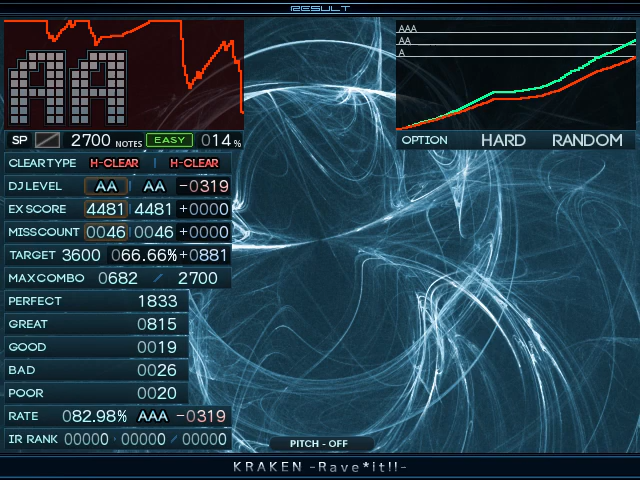 RESULT
AAA
AA
A
AA
SP 2700 NOTES EASY 014 %
OPTION HARD RANDOM
CLEARTYPE H-CLEAR | H-CLEAR
DJ LEVEL AA AA -0319
EX SCORE 4481 4481 +0000
MISSCOUNT 0046 0046 +0000
TARGET 3600 066.66% +0881
MAXCOMBO 0682 / 2700
PERFECT 1833
GREAT 0815
GOOD 0019
BAD 0026
POOR 0020
RATE 082.98% AAA -0319
IR RANK 00000 · 00000 / 00000
PITCH - OFF
KRAKEN -Rave*it!!-